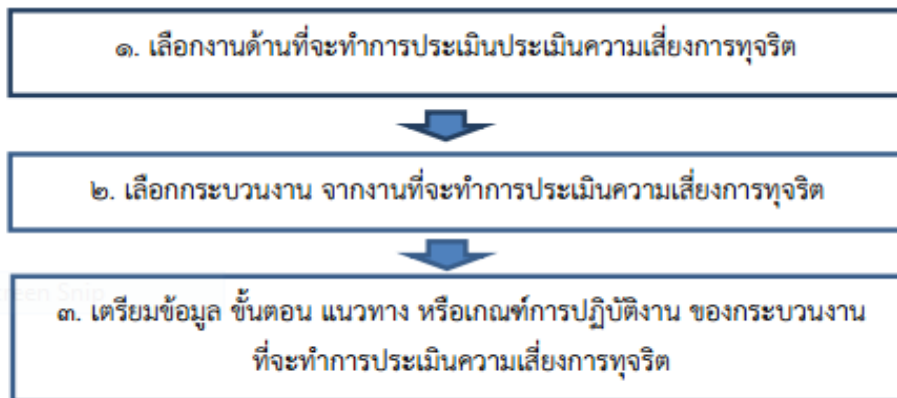 ๑. เลือกงานด้านที่จะทำการประเมินประเมินความเสี่ยงการทุจริต
๒. เลือกกระบวนงาน จากงานที่จะทำการประเมินความเสี่ยงการทุจริต
๓. เตรียมข้อมูล ขั้นตอน แนวทาง หรือเกณฑ์การปฏิบัติงาน ของกระบวนงาน
ที่จะทำการประเมินความเสี่ยงการทุจริต